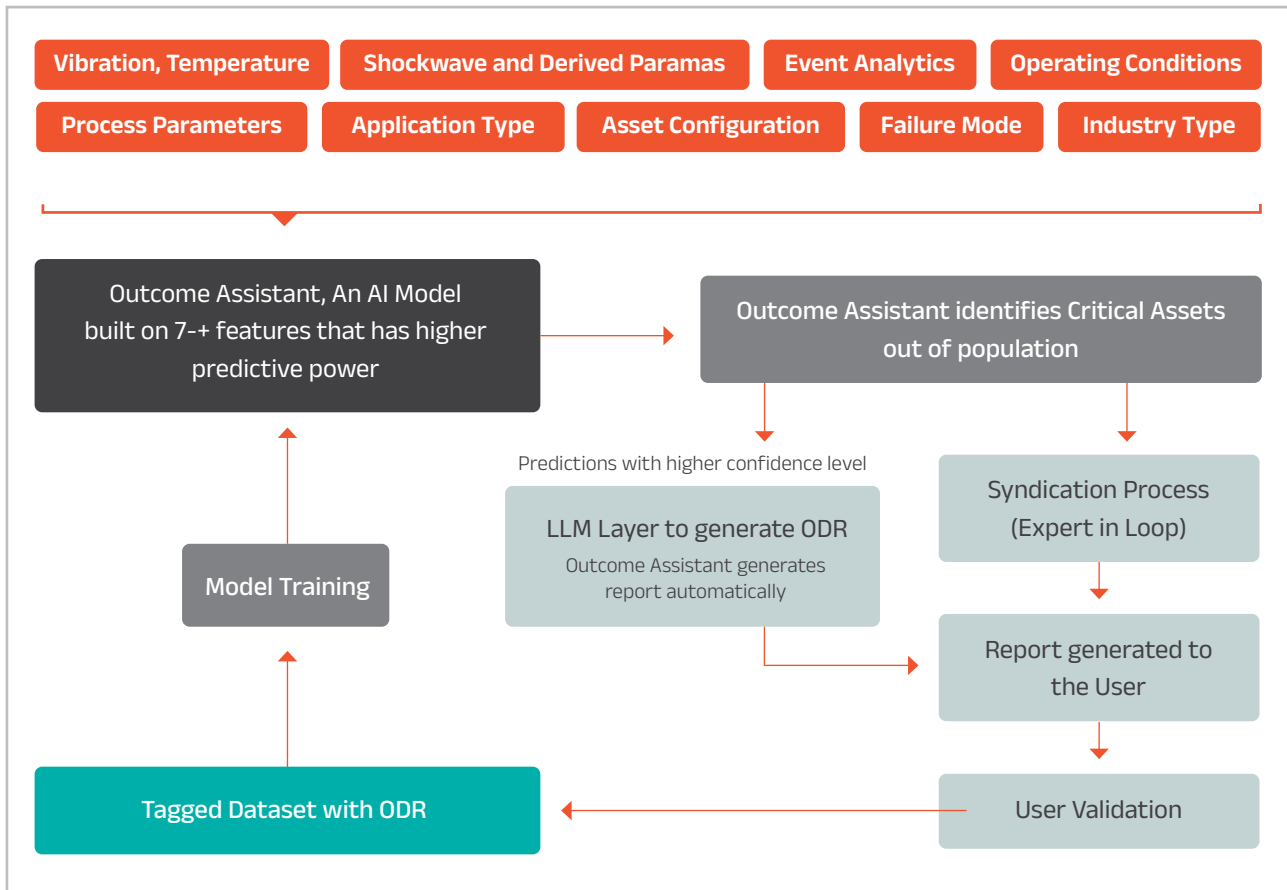 Vibration, Temperature
Shockwave and Derived Paramas
Event Analytics
Operating Conditions
Process Parameters
Application Type
Asset Configuration
Failure Mode
Industry Type
Outcome Assistant, An AI Model
built on 7-+ features that has higher
predictive power
Outcome Assistant identifies Critical Assets
out of population
Predictions with higher confidence level
LLM Layer to generate ODR
Outcome Assistant generates
report automatically
Syndication Process
(Expert in Loop)
Model Training
Report generated to
the User
Tagged Dataset with ODR
User Validation